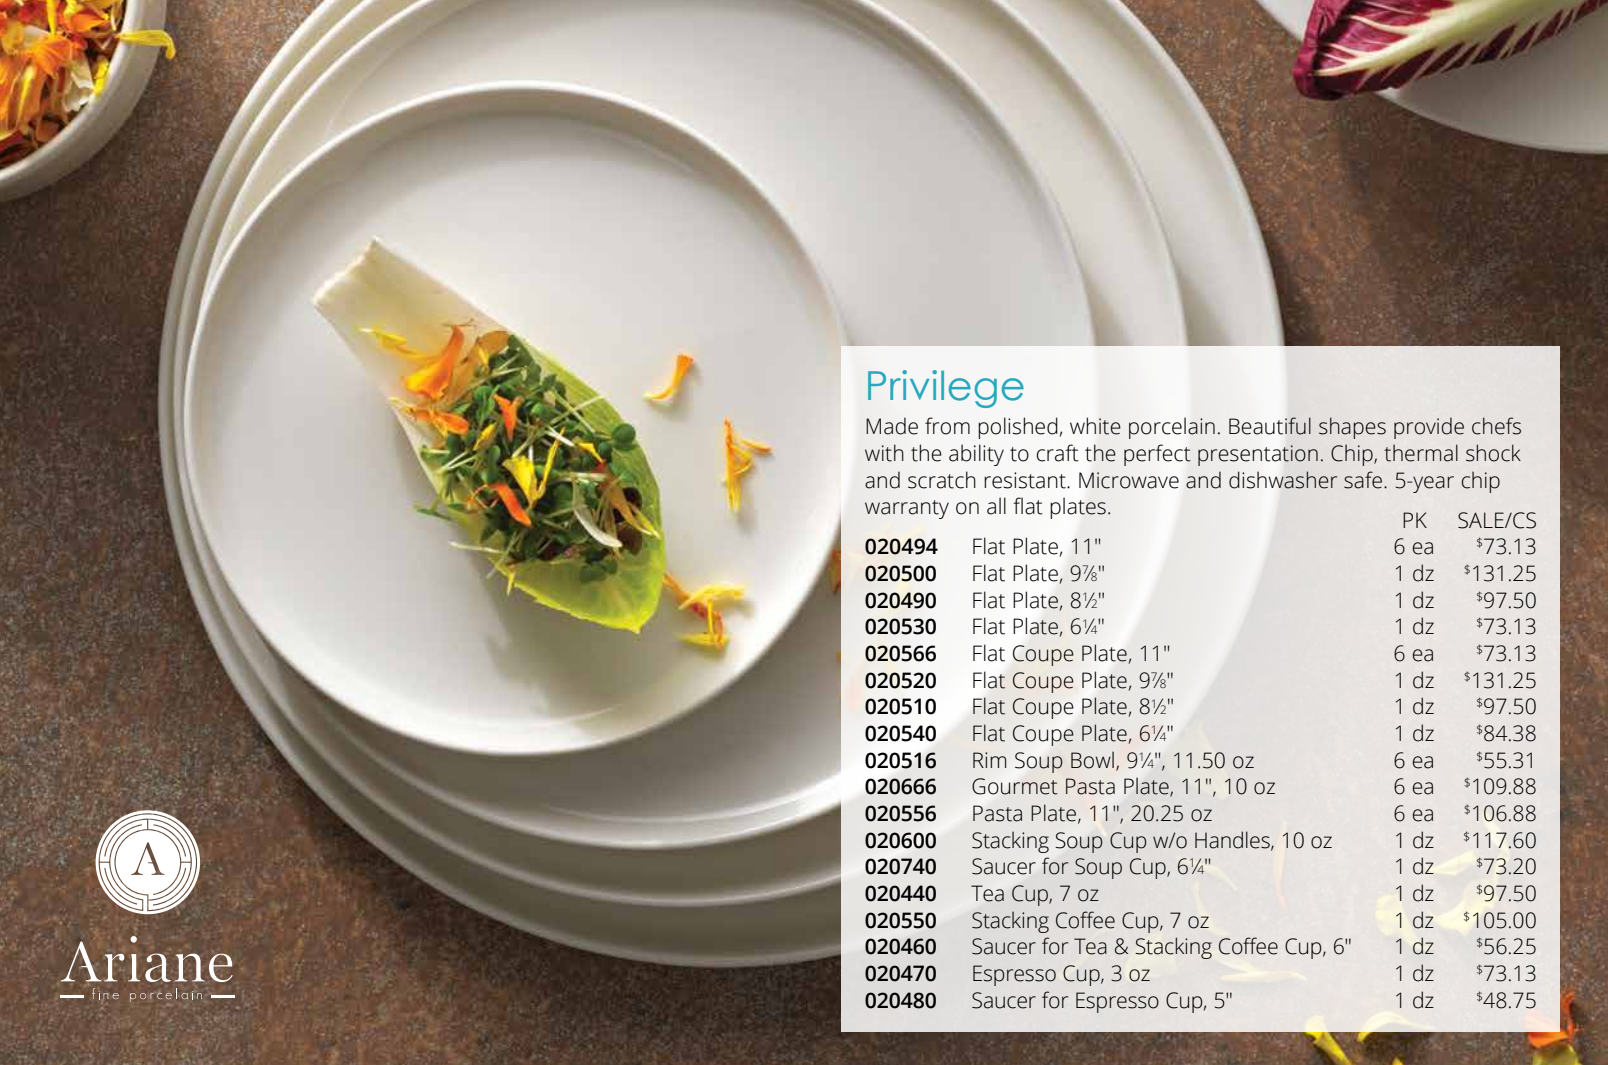 Privilege
Made from polished, white porcelain. Beautiful shapes provide chefs
with the ability to craft the perfect presentation. Chip, thermal shock
and scratch resistant. Microwave and dishwasher safe. 5-year chip
warranty on all flat plates.
PK SALE/CS
020494 Flat Plate, 11" 6 ea $73.13
020500 Flat Plate, 9⅞" 1 dz $131.25
020490 Flat Plate, 8½" 1 dz $97.50
020530 Flat Plate, 6¼" 1 dz $73.13
020566 Flat Coupe Plate, 11" 6 ea $73.13
020520 Flat Coupe Plate, 9⅞" 1 dz $131.25
020510 Flat Coupe Plate, 8½" 1 dz $97.50
020540 Flat Coupe Plate, 6¼" 1 dz $84.38
020516 Rim Soup Bowl, 9¼", 11.50 oz 6 ea $55.31
020666 Gourmet Pasta Plate, 11", 10 oz 6 ea $109.88
020556 Pasta Plate, 11", 20.25 oz 6 ea $106.88
020600 Stacking Soup Cup w/o Handles, 10 oz 1 dz $117.60
020740 Saucer for Soup Cup, 6¼" 1 dz $73.20
020440 Tea Cup, 7 oz 1 dz $97.50
020550 Stacking Coffee Cup, 7 oz 1 dz $105.00
020460 Saucer for Tea & Stacking Coffee Cup, 6" 1 dz $56.25
020470 Espresso Cup, 3 oz 1 dz $73.13
020480 Saucer for Espresso Cup, 5" 1 dz $48.75
A
Ariane
fine porcelain